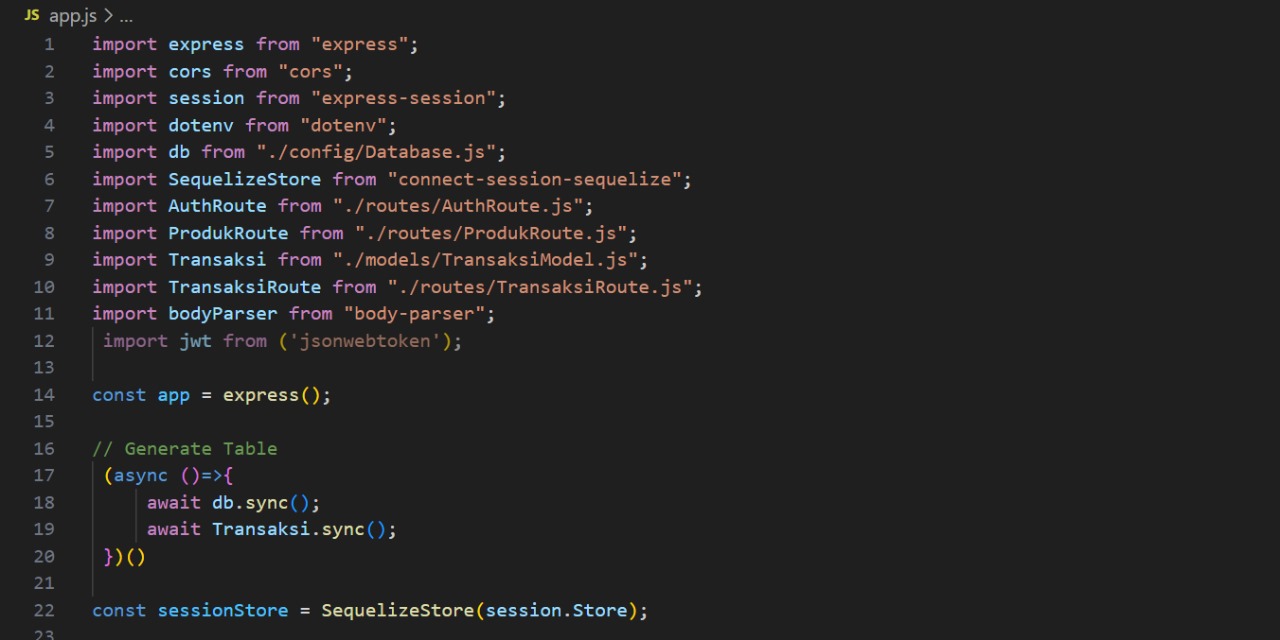 JS app.js > ...
1 import express from "express";
2 import cors from "cors";
3 import session from "express-session";
4 import dotenv from "dotenv";
5 import db from "./config/Database.js";
6 import SequelizeStore from "connect-session-sequelize";
7 import AuthRoute from "./routes/AuthRoute.js";
8 import ProdukRoute from "./routes/ProdukRoute.js";
9 import Transaksi from "./models/TransaksiModel.js";
10 import TransaksiRoute from "./routes/TransaksiRoute.js";
11 import bodyParser from "body-parser";
12 import jwt from ('jsonwebtoken');
13
14 const app = express();
15
16 // Generate Table
17 (async ()=>{
18 await db.sync();
19 await Transaksi.sync();
20 })()
21
22 const sessionStore = SequelizeStore(session.Store);
23